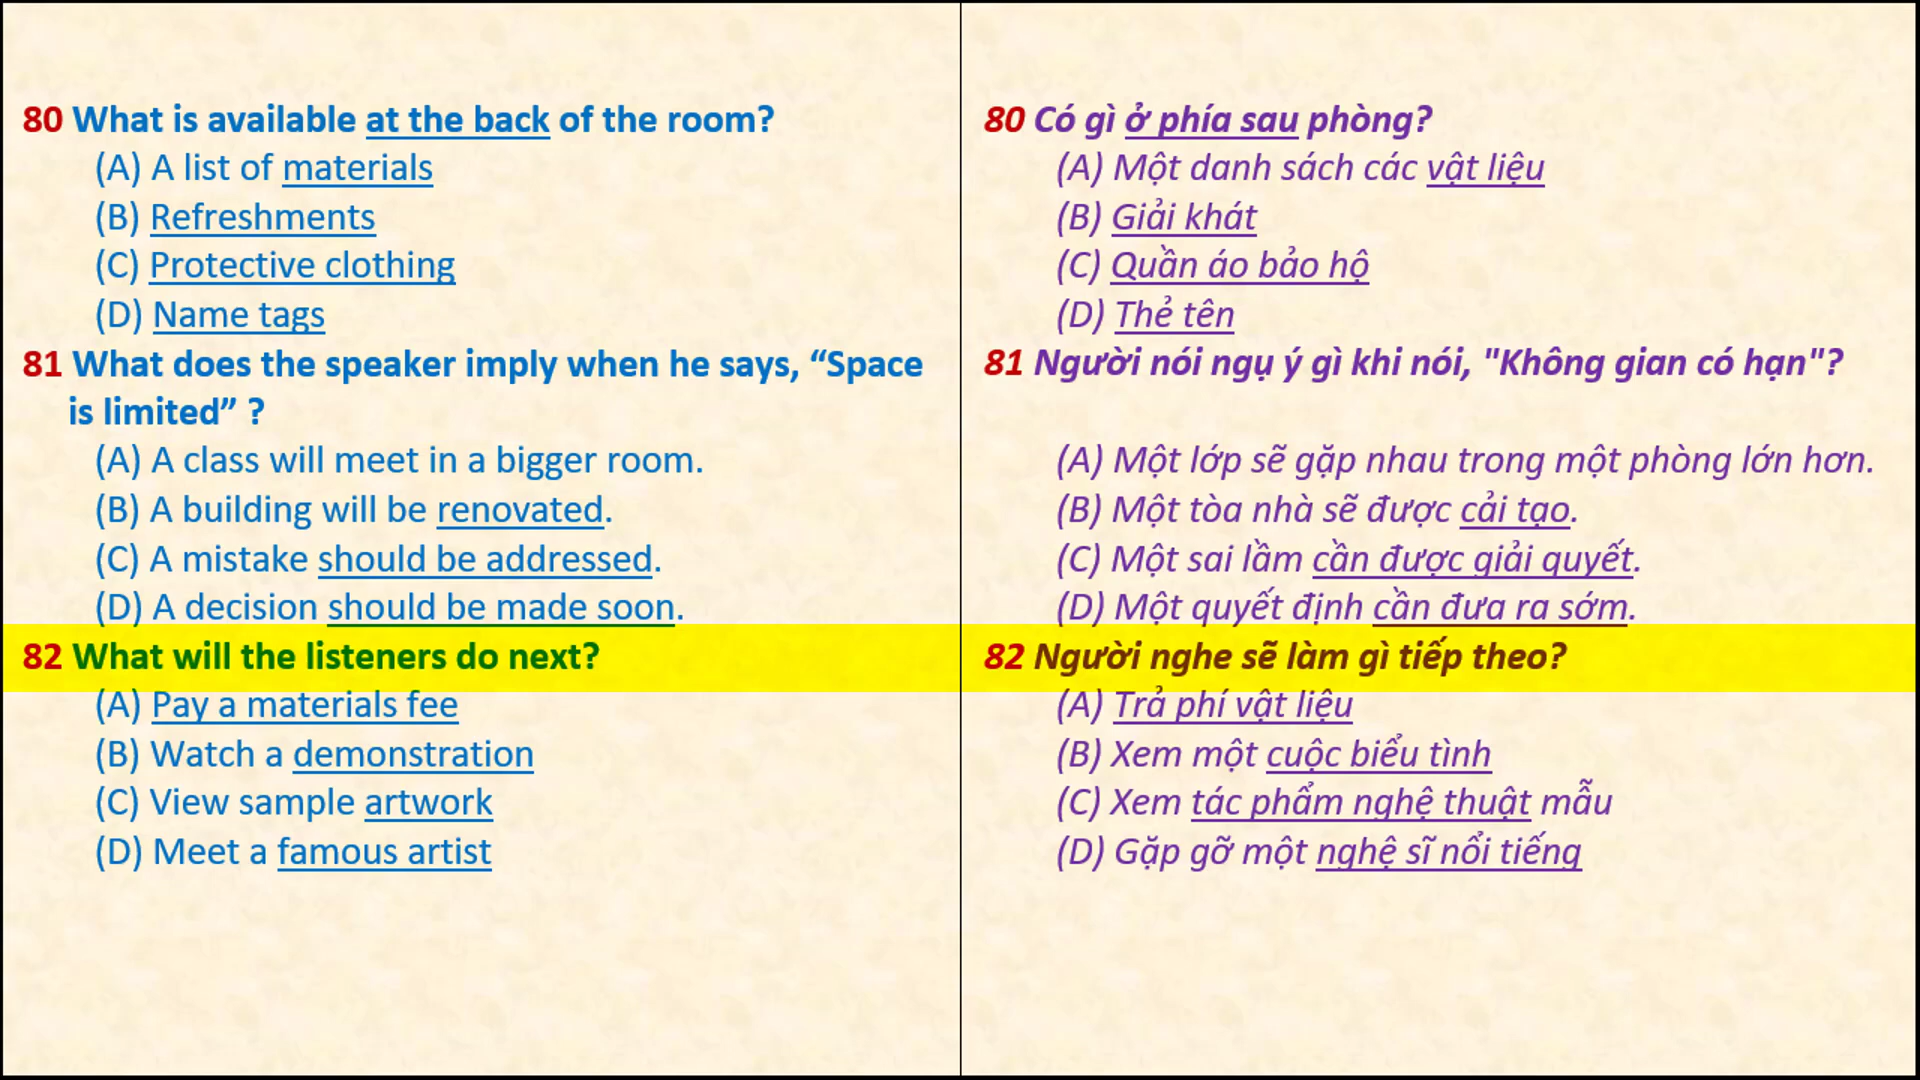 80 What is available at the back of the room?
(A) A list of materials
(B) Refreshments
(C) Protective clothing
(D) Name tags
81 What does the speaker imply when he says, “Space
is limited” ?
(A) A class will meet in a bigger room.
(B) A building will be renovated.
(C) A mistake should be addressed.
(D) A decision should be made soon.
82 What will the listeners do next?
(A) Pay a materials fee
(B) Watch a demonstration
(C) View sample artwork
(D) Meet a famous artist
80 Có gì ở phía sau phòng?
(A) Một danh sách các vật liệu
(B) Giải khát
(C) Quần áo bảo hộ
(D) Thẻ tên
81 Người nói ngụ ý gì khi nói, "Không gian có hạn"?
(A) Một lớp sẽ gặp nhau trong một phòng lớn hơn.
(B) Một tòa nhà sẽ được cải tạo.
(C) Một sai lầm cần được giải quyết.
(D) Một quyết định cần đưa ra sớm.
82 Người nghe sẽ làm gì tiếp theo?
(A) Trả phí vật liệu
(B) Xem một cuộc biểu tình
(C) Xem tác phẩm nghệ thuật mẫu
(D) Gặp gỡ một nghệ sĩ nổi tiếng